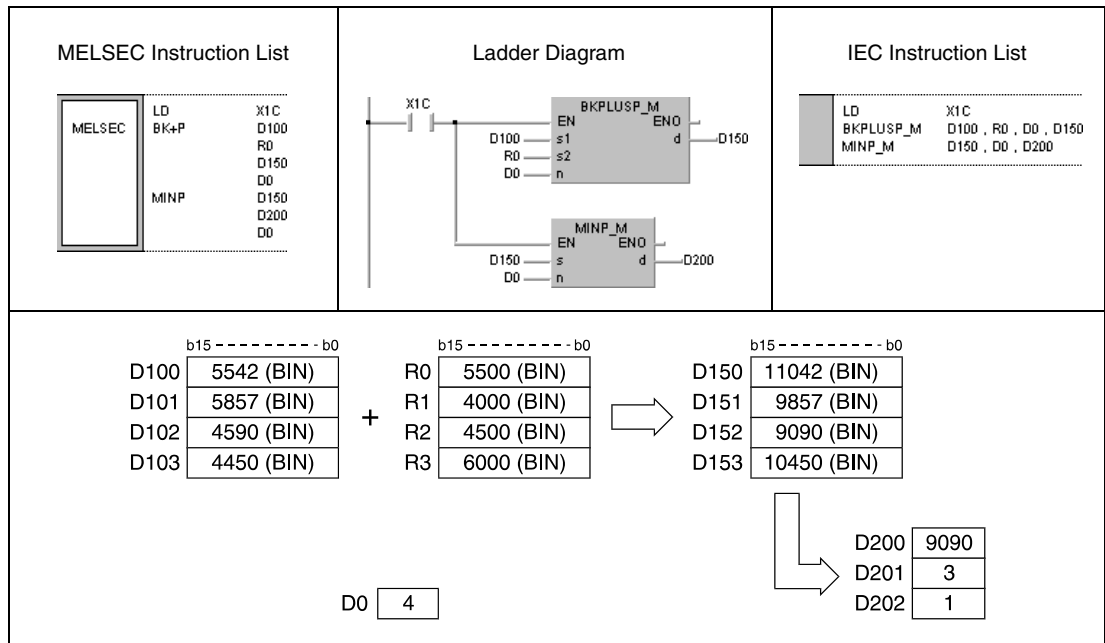 MELSEC Instruction List
MELSEC
LD X1C
BK+P D100
R0
D150
D0
MINP D150
D200
D0
Ladder Diagram
X1C
BKPLUSP_M
EN ENO
D100 s1 d D150
R0 s2
D0 n
MINP_M
EN ENO
D150 s d D200
D0 n
IEC Instruction List
LD X1C
BKPLUSP_M D100 , R0 , D0 , D150
MINP_M D150 , D0 , D200
b15 - - - - - - - - - - b0
D100 5542 (BIN)
D101 5857 (BIN)
D102 4590 (BIN)
D103 4450 (BIN)
+
b15 - - - - - - - - - - b0
R0 5500 (BIN)
R1 4000 (BIN)
R2 4500 (BIN)
R3 6000 (BIN)
b15 - - - - - - - - - - b0
D150 11042 (BIN)
D151 9857 (BIN)
D152 9090 (BIN)
D153 10450 (BIN)
D200 9090
D201 3
D202 1
D0 4